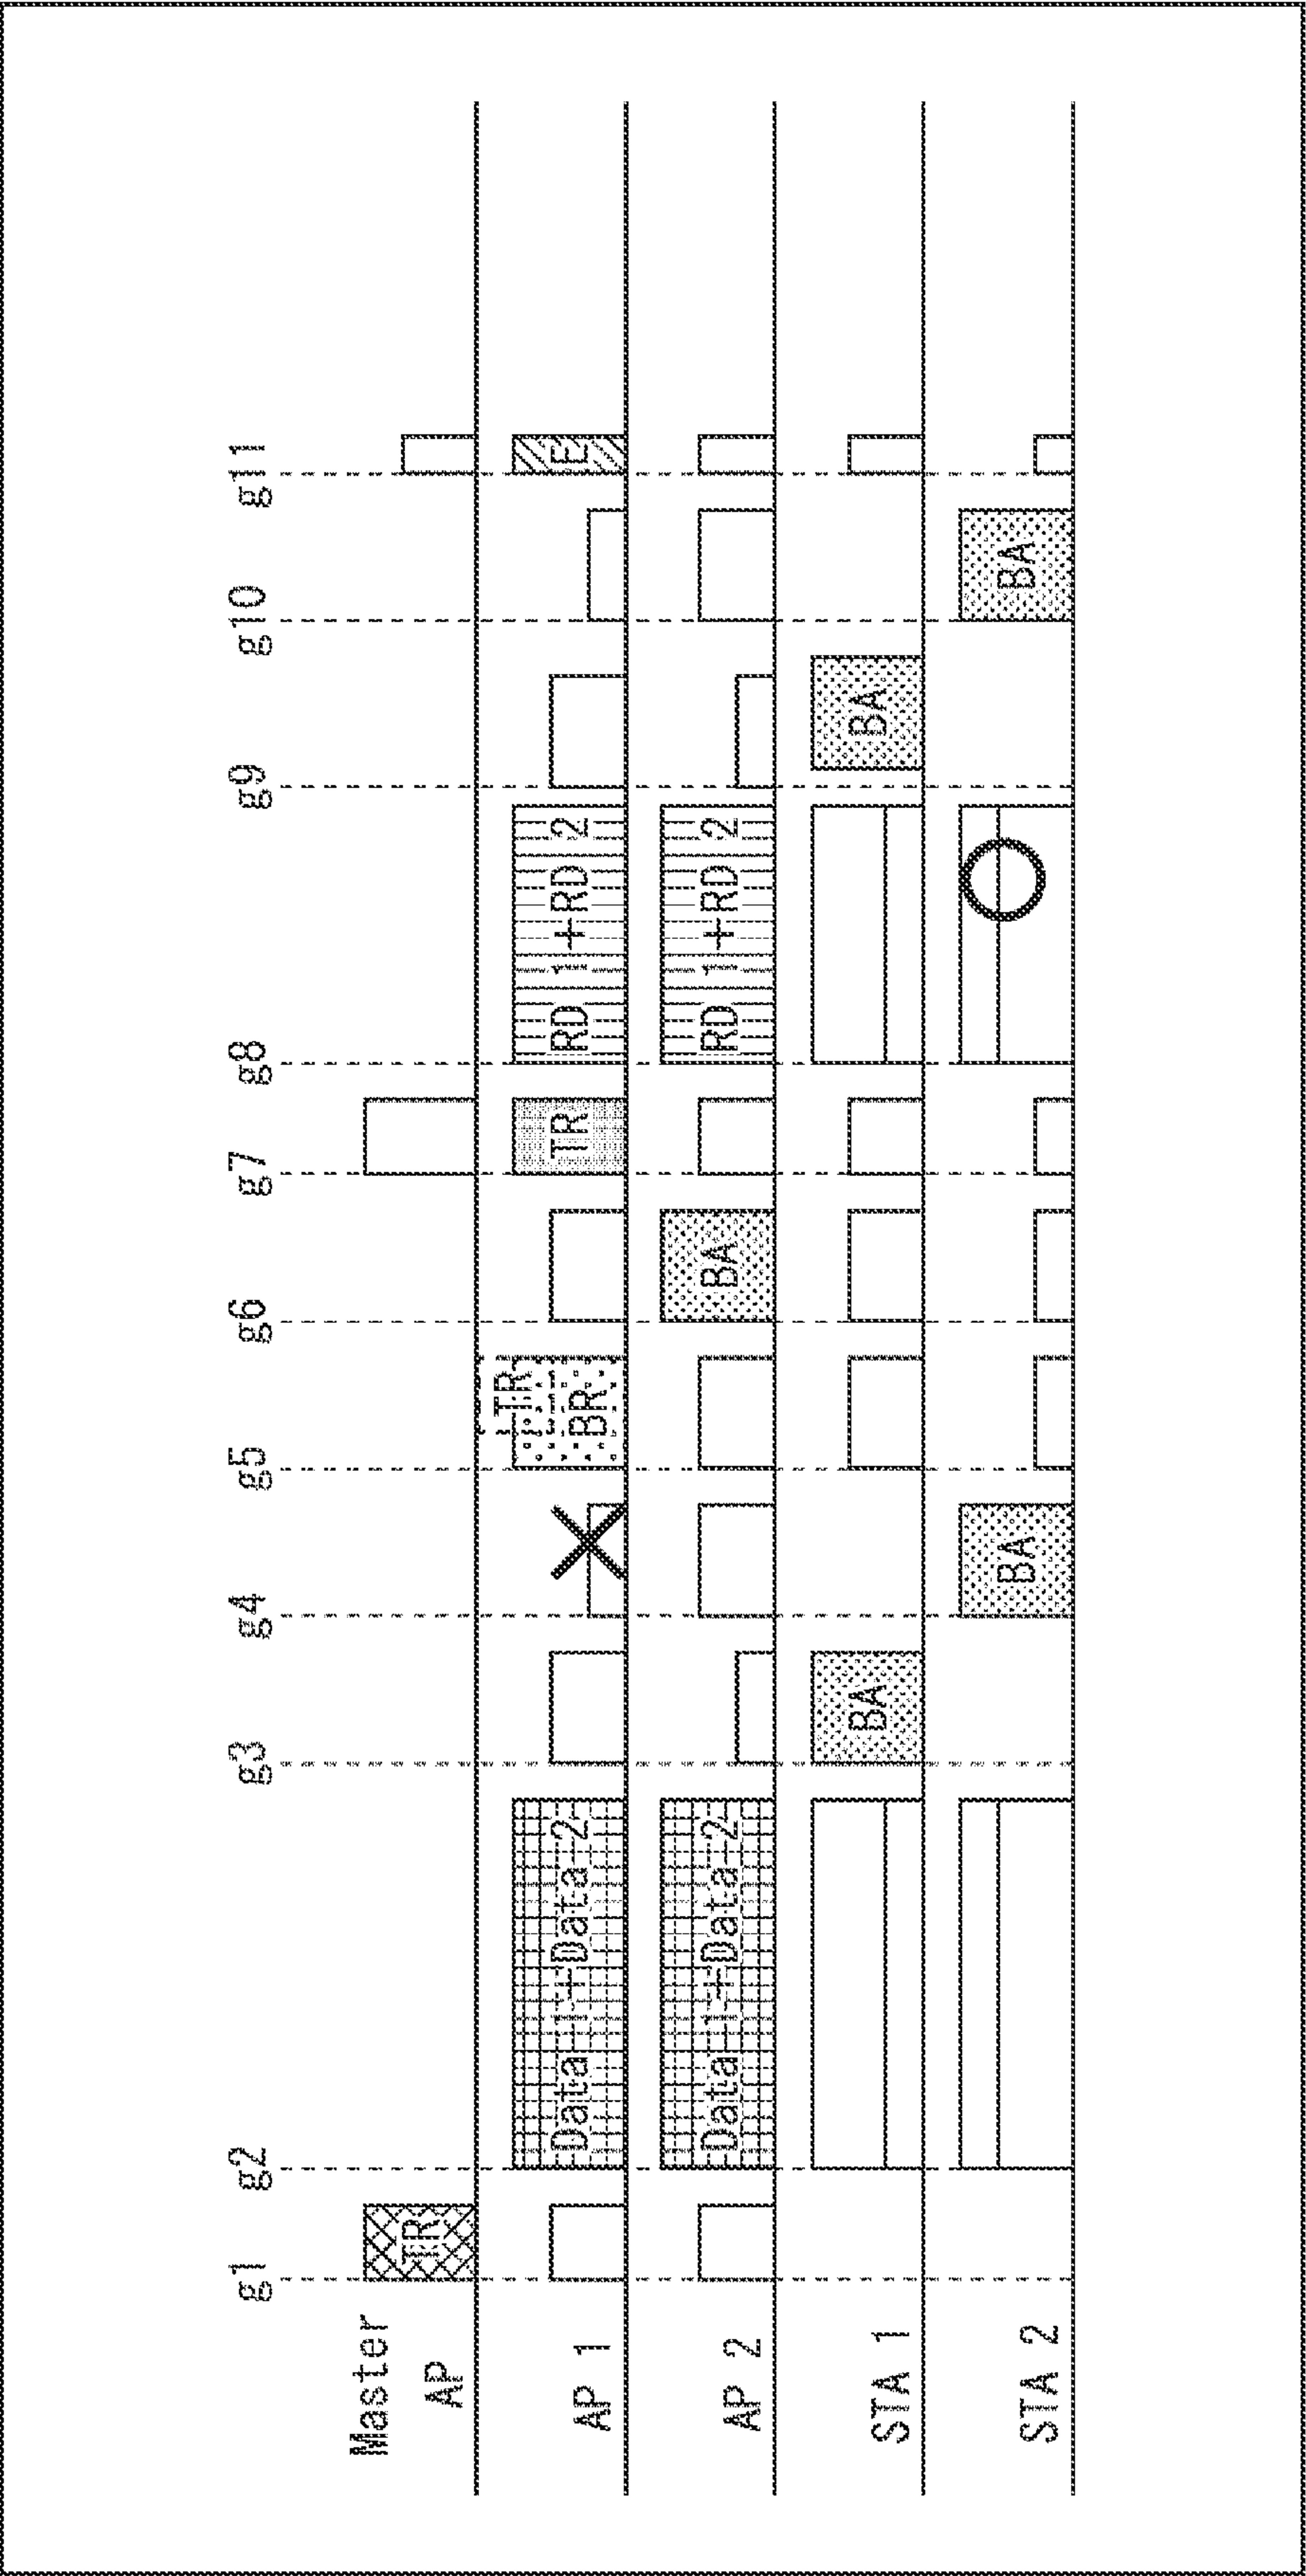 g1 g2 g3 g4 g5 g6 g7 g8 g9 g10 g11
Master
AP
TR
AP 1
Data 1+Data 2
TR
BR
TR
RD 1+RD 2
E
AP 2
Data 1+Data 2
BA
RD 1+RD 2
STA 1
BA
BA
STA 2
BA
BA